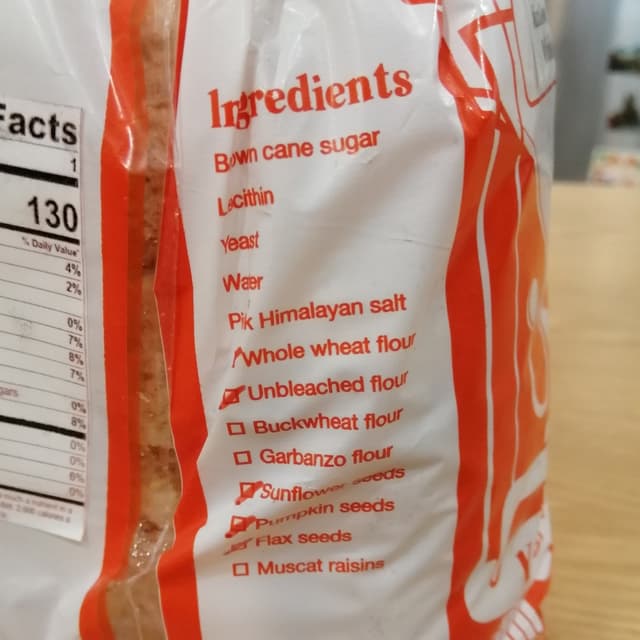 Facts
1
130
% Daily Value*
4%
2%
0%
7%
8%
7%
0%
8%
0%
0%
6%
0%
Ingredients
Brown cane sugar
Lecithin
Yeast
Water
Pink Himalayan salt
Whole wheat flour
Unbleached flour
Buckwheat flour
Garbanzo flour
Sunflower seeds
Pumpkin seeds
Flax seeds
Muscat raisins